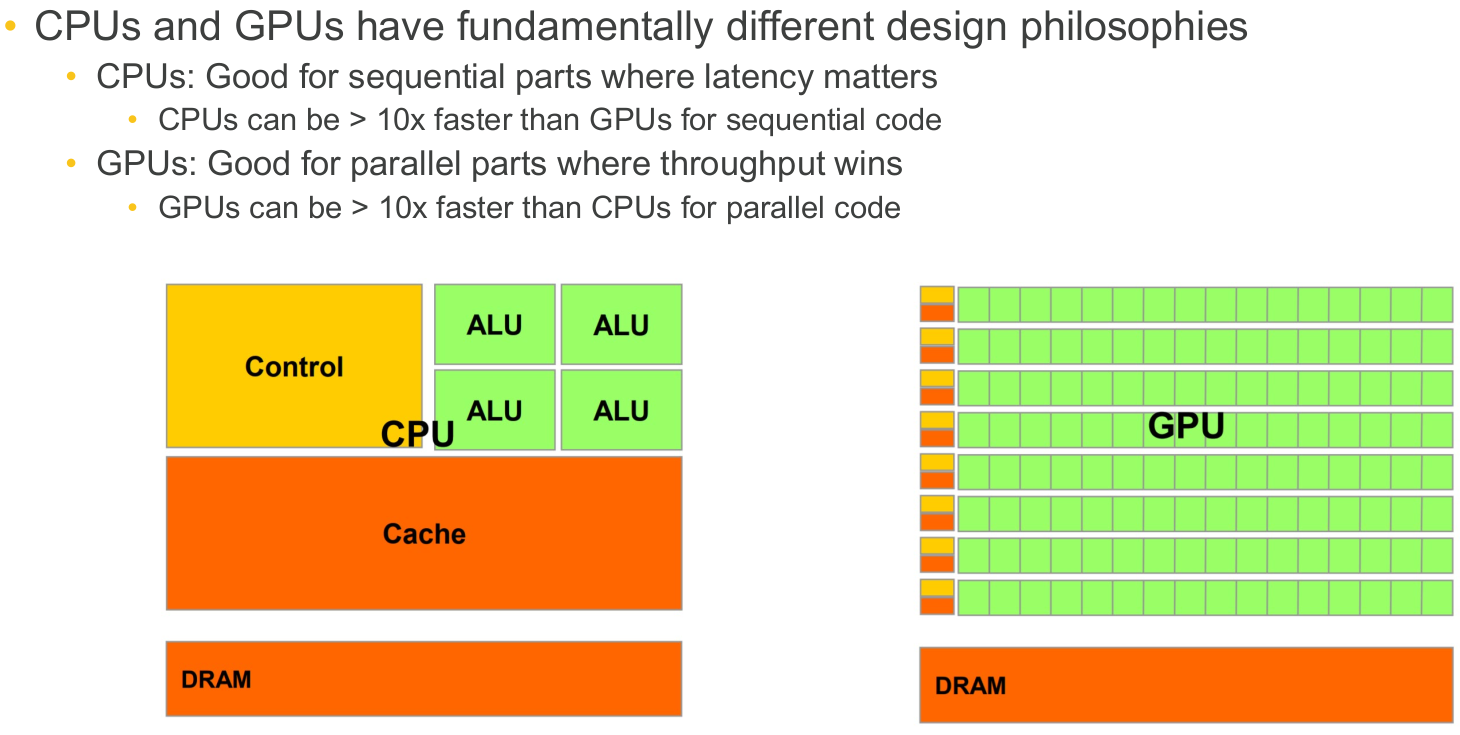 • CPUs and GPUs have fundamentally different design philosophies
• CPUs: Good for sequential parts where latency matters
• CPUs can be > 10x faster than GPUs for sequential code
• GPUs: Good for parallel parts where throughput wins
• GPUs can be > 10x faster than CPUs for parallel code
Control
ALU
ALU
ALU
ALU
CPU
Cache
DRAM
GPU
DRAM